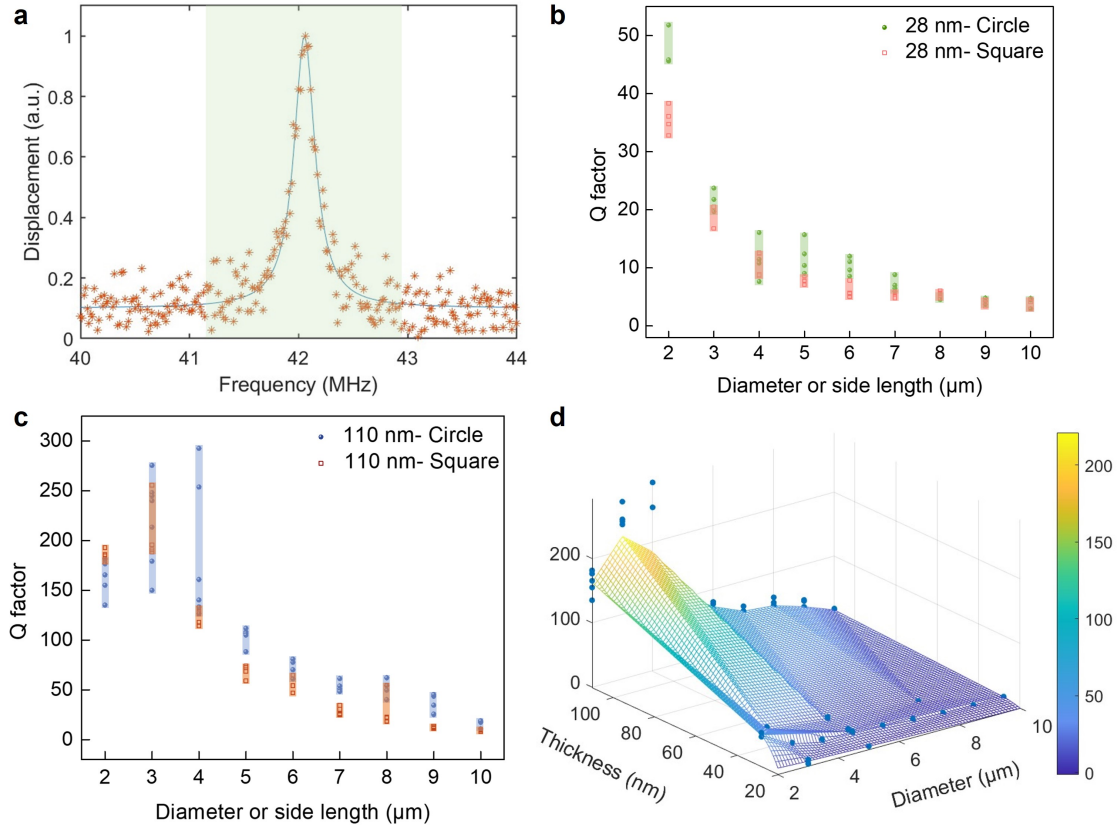 a
1
0.8
0.6
0.4
0.2
0
Displacement (a.u.)
40 41 42 43 44
Frequency (MHz)
b
50
40
30
20
10
0
Q factor
28 nm- Circle
28 nm- Square
2 3 4 5 6 7 8 9 10
Diameter or side length (μm)
c
300
250
200
150
100
50
0
Q factor
110 nm- Circle
110 nm- Square
2 3 4 5 6 7 8 9 10
Diameter or side length (μm)
d
200
100
0
100
80
60
40
20
Thickness (nm)
2
4
6
8
10
Diameter (μm)
200
150
100
50
0